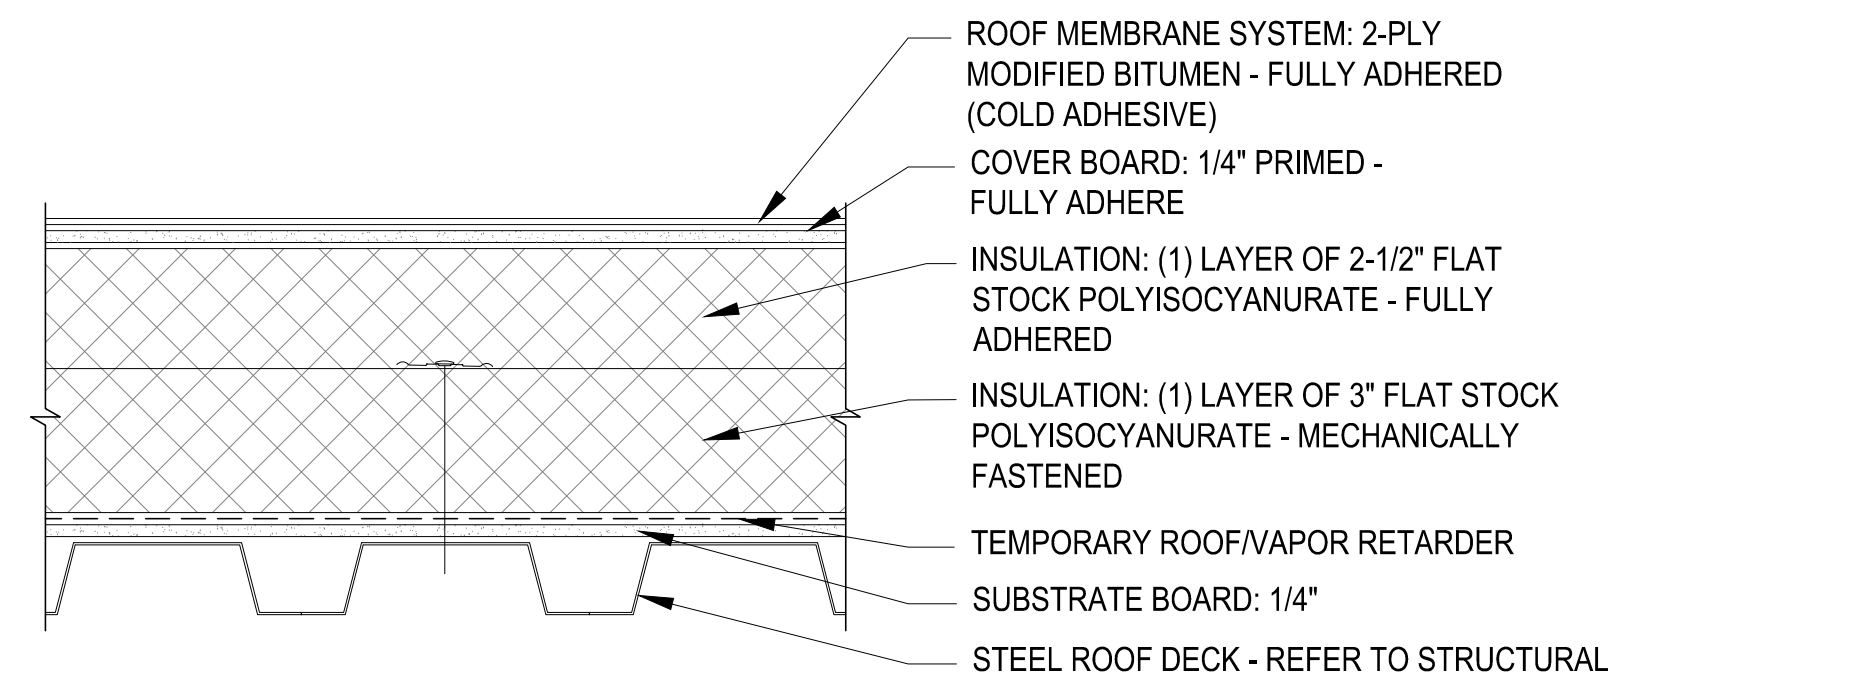 ROOF MEMBRANE SYSTEM: 2-PLY
MODIFIED BITUMEN - FULLY ADHERED
(COLD ADHESIVE)
COVER BOARD: 1/4" PRIMED -
FULLY ADHERE
INSULATION: (1) LAYER OF 2-1/2" FLAT
STOCK POLYISOCYANURATE - FULLY
ADHERED
INSULATION: (1) LAYER OF 3" FLAT STOCK
POLYISOCYANURATE - MECHANICALLY
FASTENED
TEMPORARY ROOF/VAPOR RETARDER
SUBSTRATE BOARD: 1/4"
STEEL ROOF DECK - REFER TO STRUCTURAL